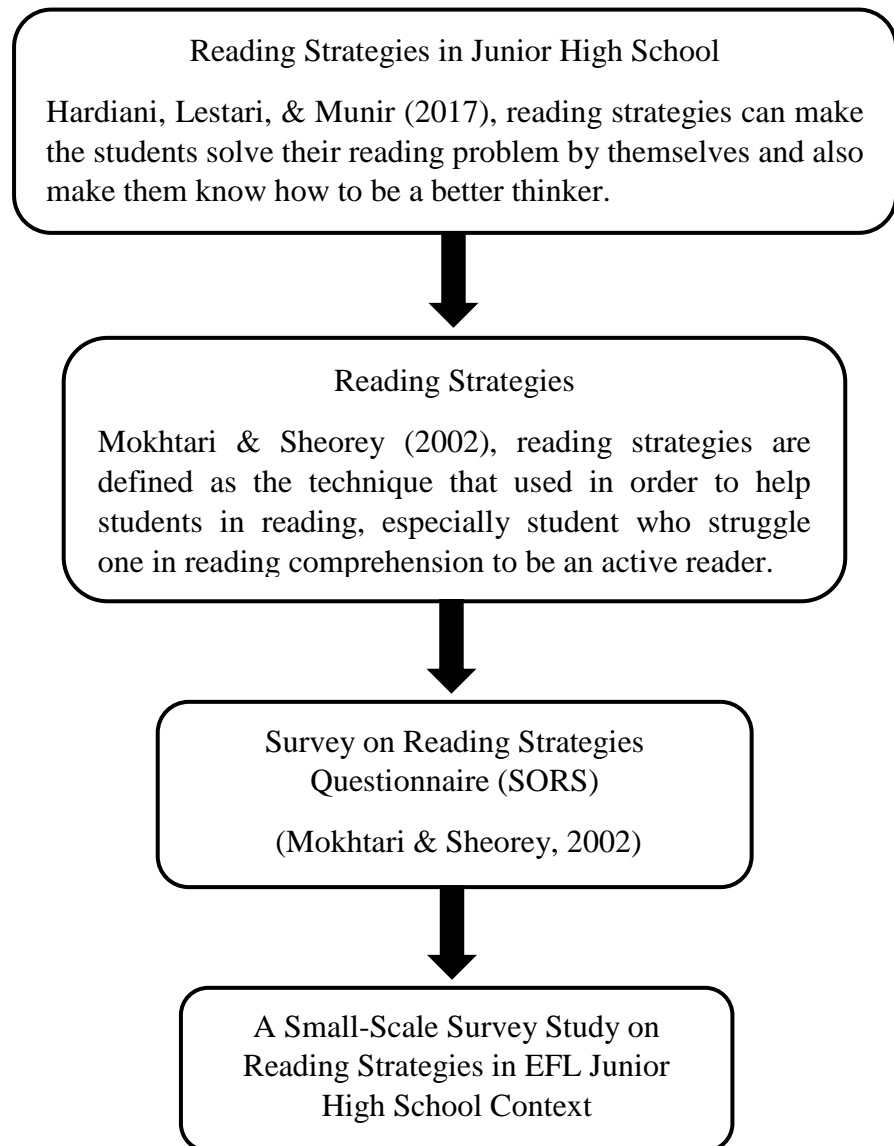 Reading Strategies in Junior High School
Hardiani, Lestari, & Munir (2017), reading strategies can make
the students solve their reading problem by themselves and also
make them know how to be a better thinker.
Reading Strategies
Mokhtari & Sheorey (2002), reading strategies are
defined as the technique that used in order to help
students in reading, especially student who struggle
one in reading comprehension to be an active reader.
Survey on Reading Strategies
Questionnaire (SORS)
(Mokhtari & Sheorey, 2002)
A Small-Scale Survey Study on
Reading Strategies in EFL Junior
High School Context